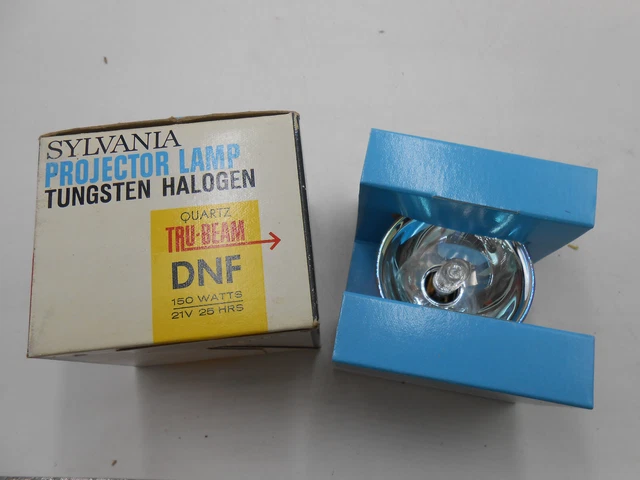 SYLVANIA
PROJECTOR LAMP
TUNGSTEN HALOGEN
QUARTZ
TRU-BEAM
DNF
150 WATTS
21V 25 HRS